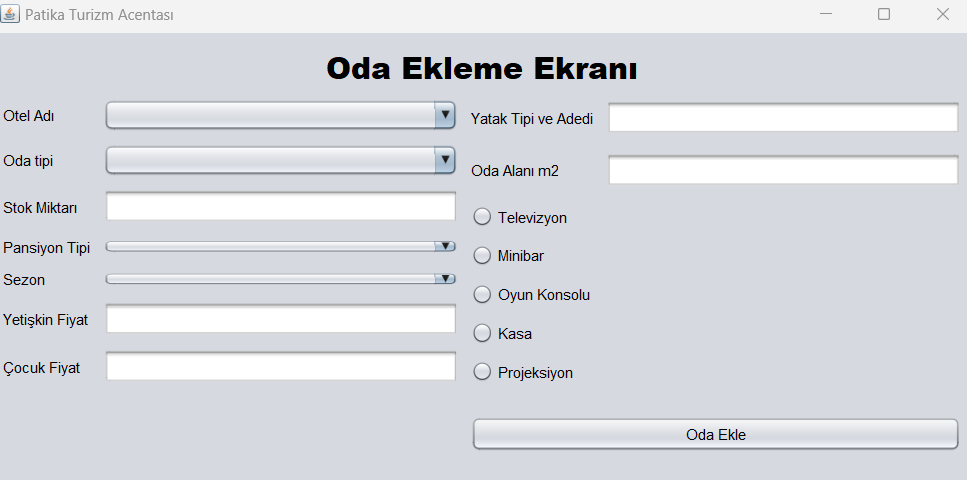 Patika Turizm Acentası
Oda Ekleme Ekranı
Otel Adı
Oda tipi
Stok Miktarı
Pansiyon Tipi
Sezon
Yetişkin Fiyat
Çocuk Fiyat
Yatak Tipi ve Adedi
Oda Alanı m2
Televizyon
Minibar
Oyun Konsolu
Kasa
Projeksiyon
Oda Ekle